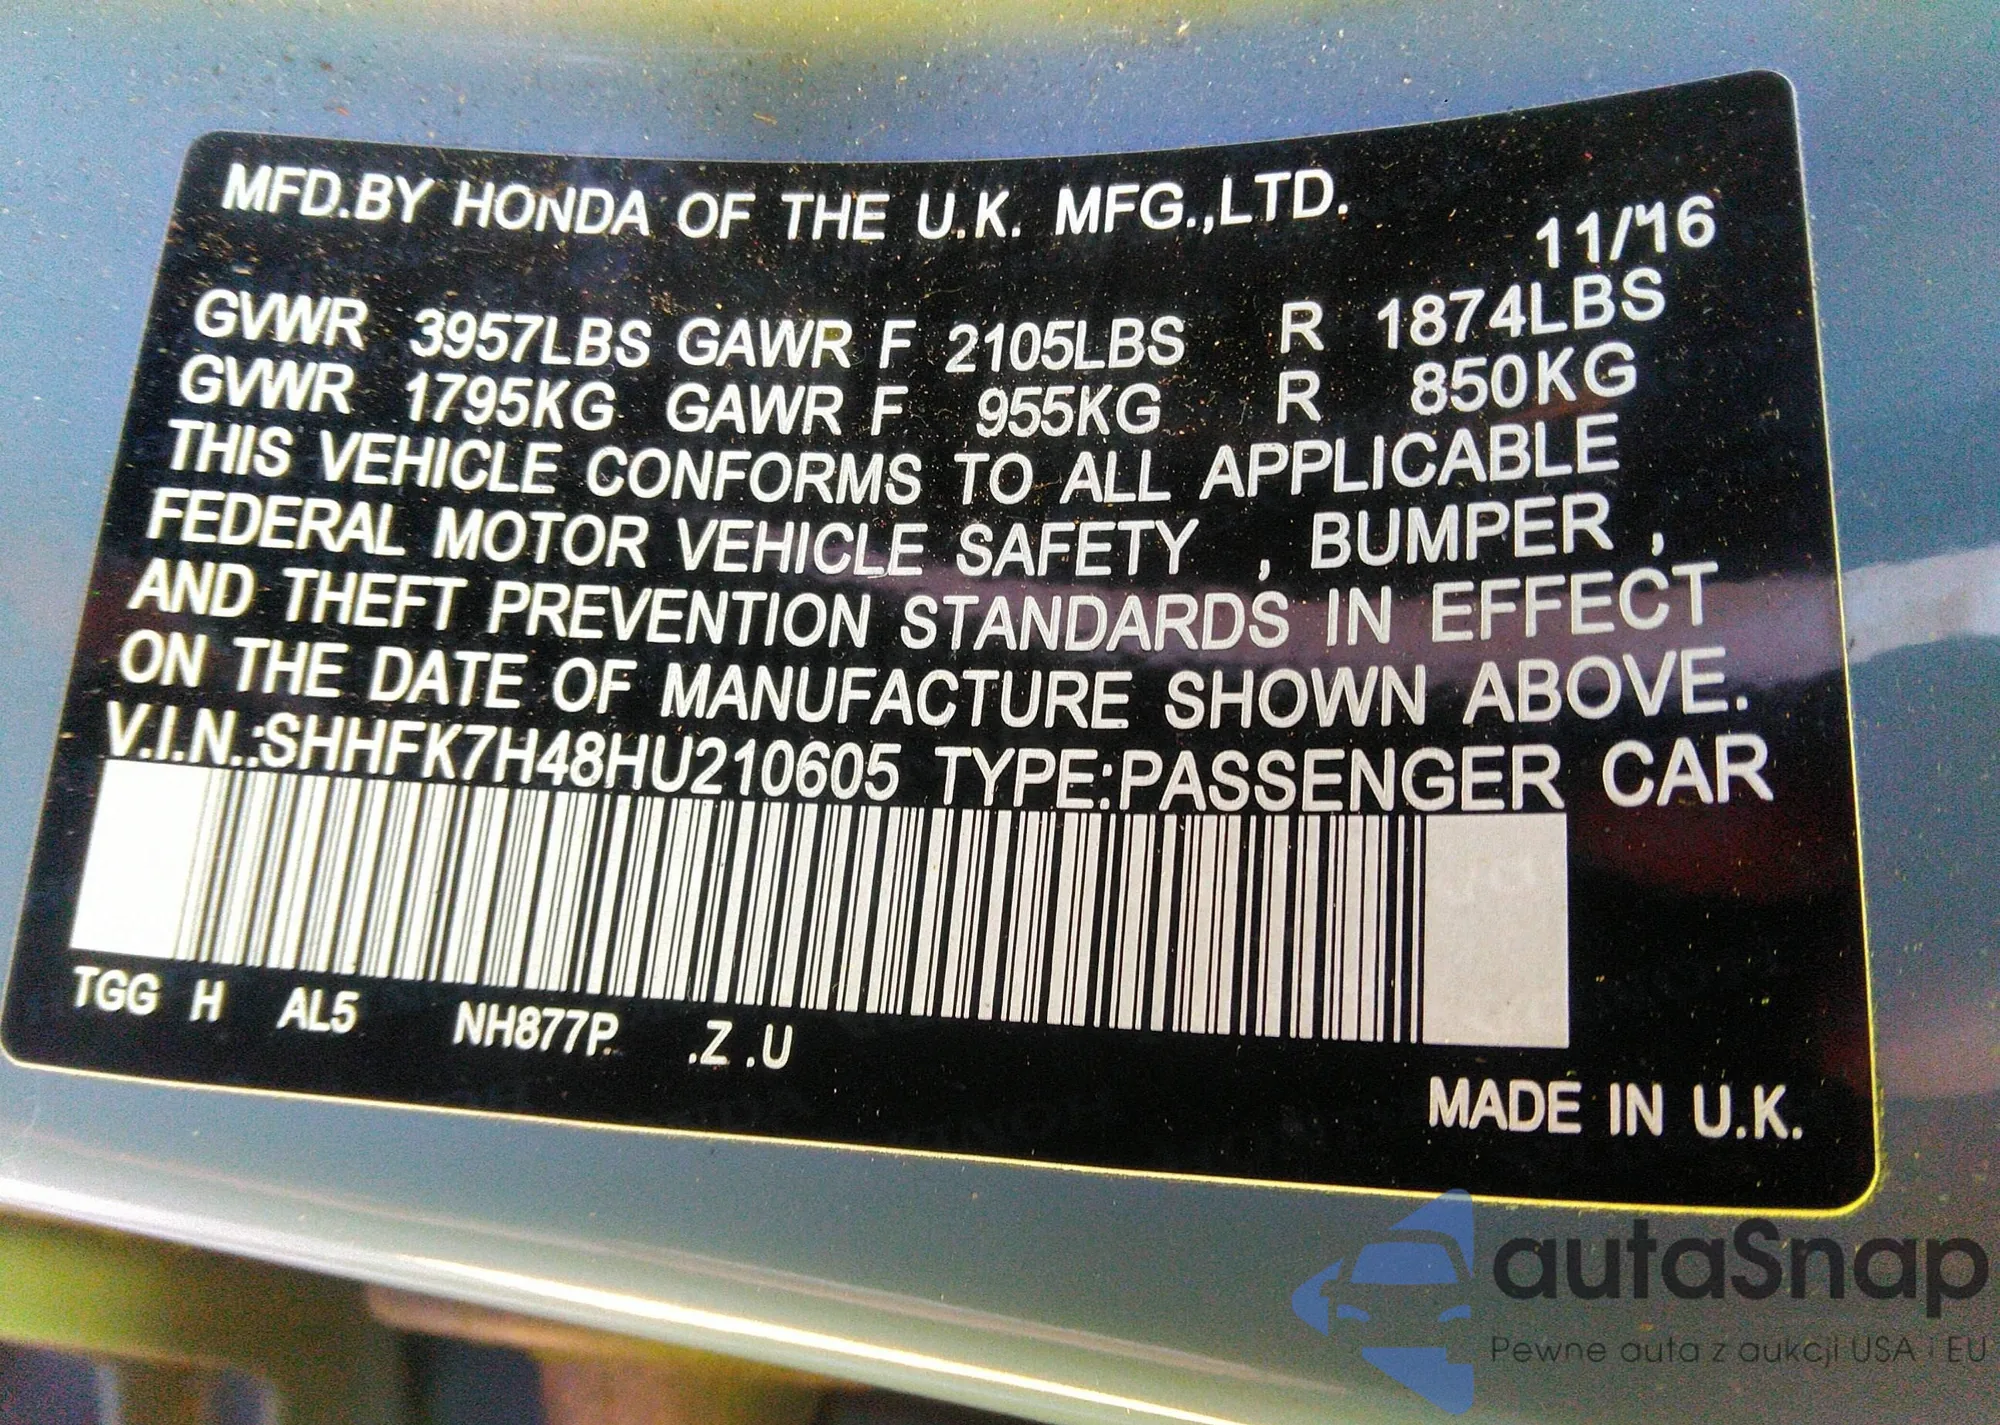 MFD.BY HONDA OF THE U.K. MFG.,LTD.
11/'16
GVWR 3957LBS GAWR F 2105LBS R 1874LBS
GVWR 1795KG GAWR F 955KG R 850KG
THIS VEHICLE CONFORMS TO ALL APPLICABLE
FEDERAL MOTOR VEHICLE SAFETY , BUMPER ,
AND THEFT PREVENTION STANDARDS IN EFFECT
ON THE DATE OF MANUFACTURE SHOWN ABOVE.
V.I.N.:SHHFK7H48HU210605 TYPE:PASSENGER CAR
TGG H AL5 NH877P .Z .U
MADE IN U.K.
autaSnap
Pewne auta z aukcji USA i EU